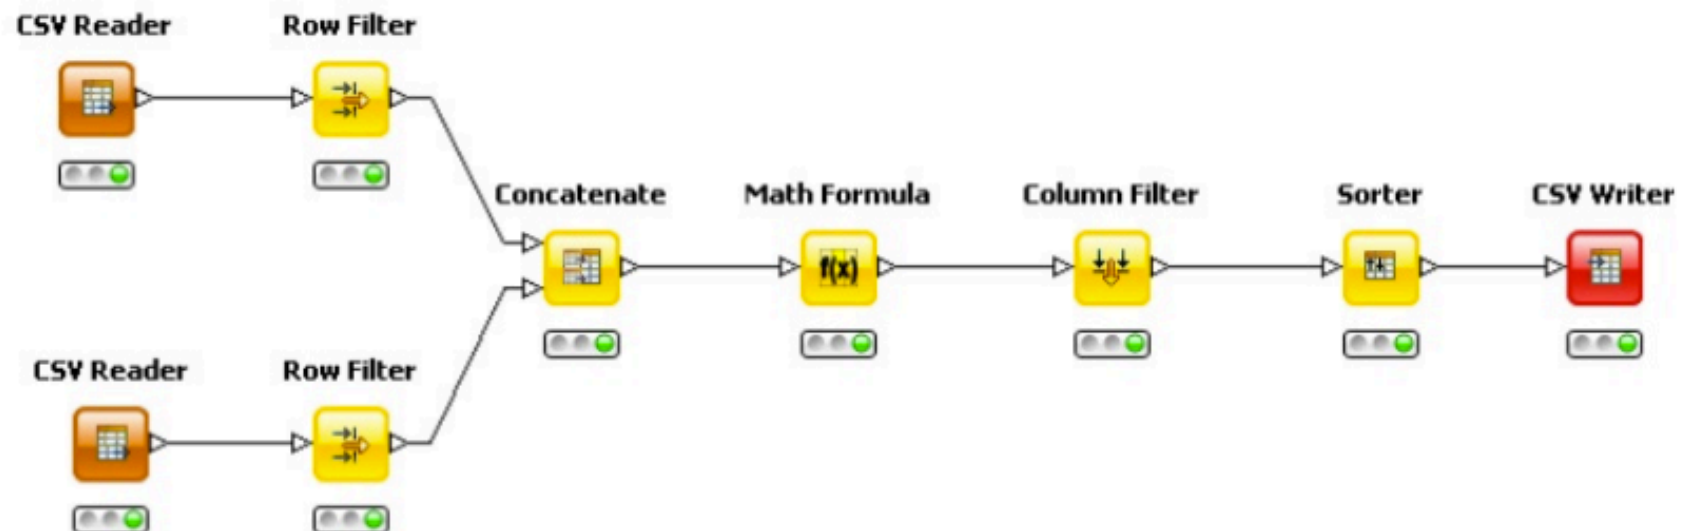 CSV Reader
Row Filter
Concatenate
Math Formula
f(x)
Column Filter
Sorter
CSV Writer
CSV Reader
Row Filter